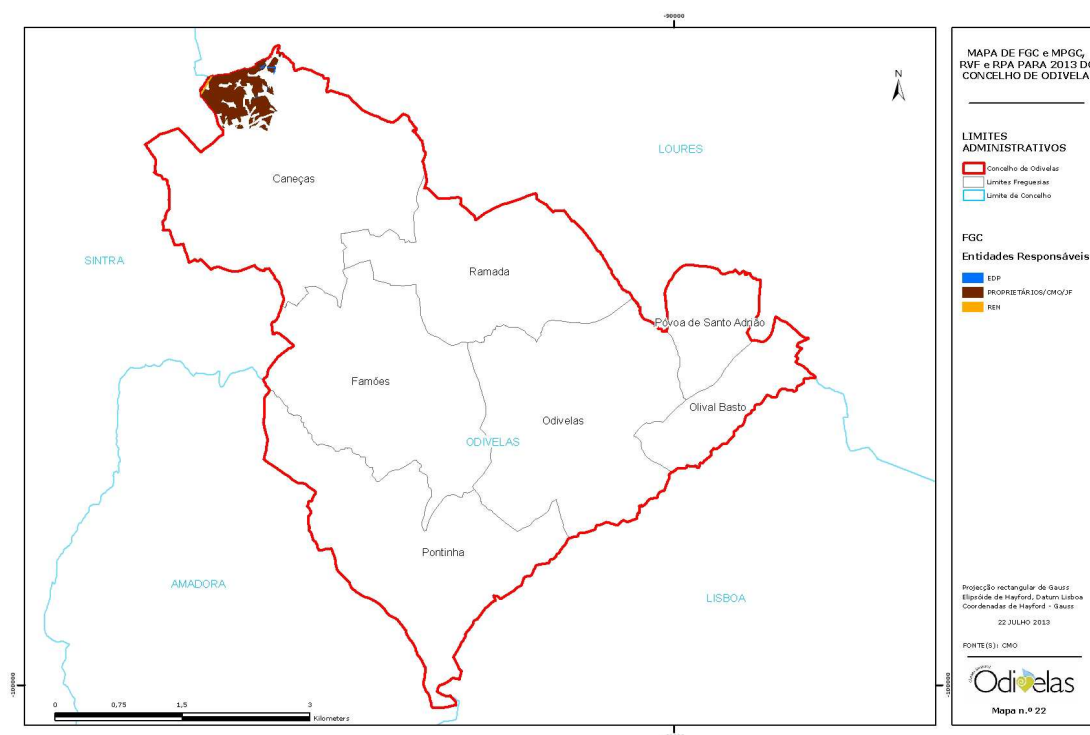 -90000
N
LOURES
Caneças
SINTRA
Ramada
Póvoa de Santo Adrião
Famões
Olival Basto
Odivelas
ODIVELAS
Pontinha
AMADORA
LISBOA
-100000
-100000
0 0,75 1,5 3
Kilometers
MAPA DE FGC e MPGC,
RVF e RPA PARA 2013 DO
CONCELHO DE ODIVELA
LIMITES
ADMINISTRATIVOS
Concelho de Odivelas
Limites Freguesias
Limite de Concelho
FGC
Entidades Responsáveis
EDP
PROPRIETÁRIOS/CMO/JF
REN
Projecção rectangular de Gauss
Elipsóide de Hayford, Datum Lisboa
Coordenadas de Hayford - Gauss
22 JULHO 2013
FONTE(S): CMO
Odivelas
Mapa n.º 22